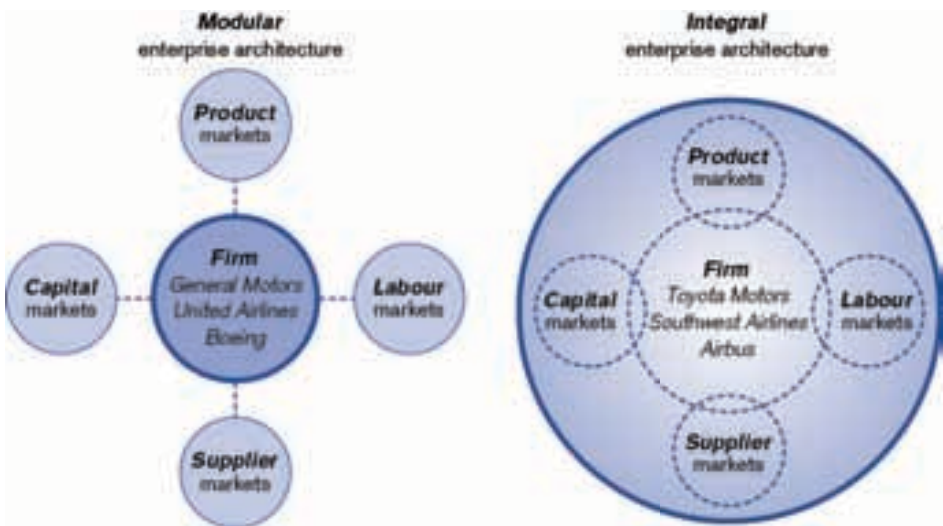 Modular
enterprise architecture
Product
markets
Capital
markets
Firm
General Motors
United Airlines
Boeing
Labour
markets
Supplier
markets
Integral
enterprise architecture
Product
markets
Capital
markets
Firm
Toyota Motors
Southwest Airlines
Airbus
Labour
markets
Supplier
markets